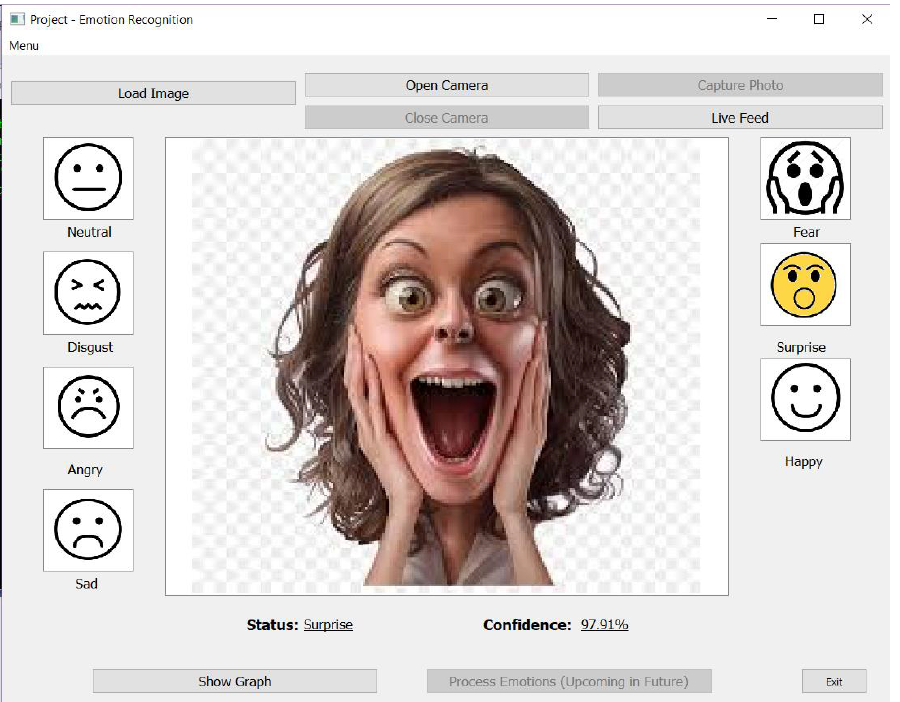 Project - Emotion Recognition
Menu
Load Image
Open Camera
Capture Photo
Close Camera
Live Feed
Neutral
Disgust
Angry
Sad
Fear
Surprise
Happy
Status: Surprise
Confidence: 97.91%
Show Graph
Process Emotions (Upcoming in Future)
Exit